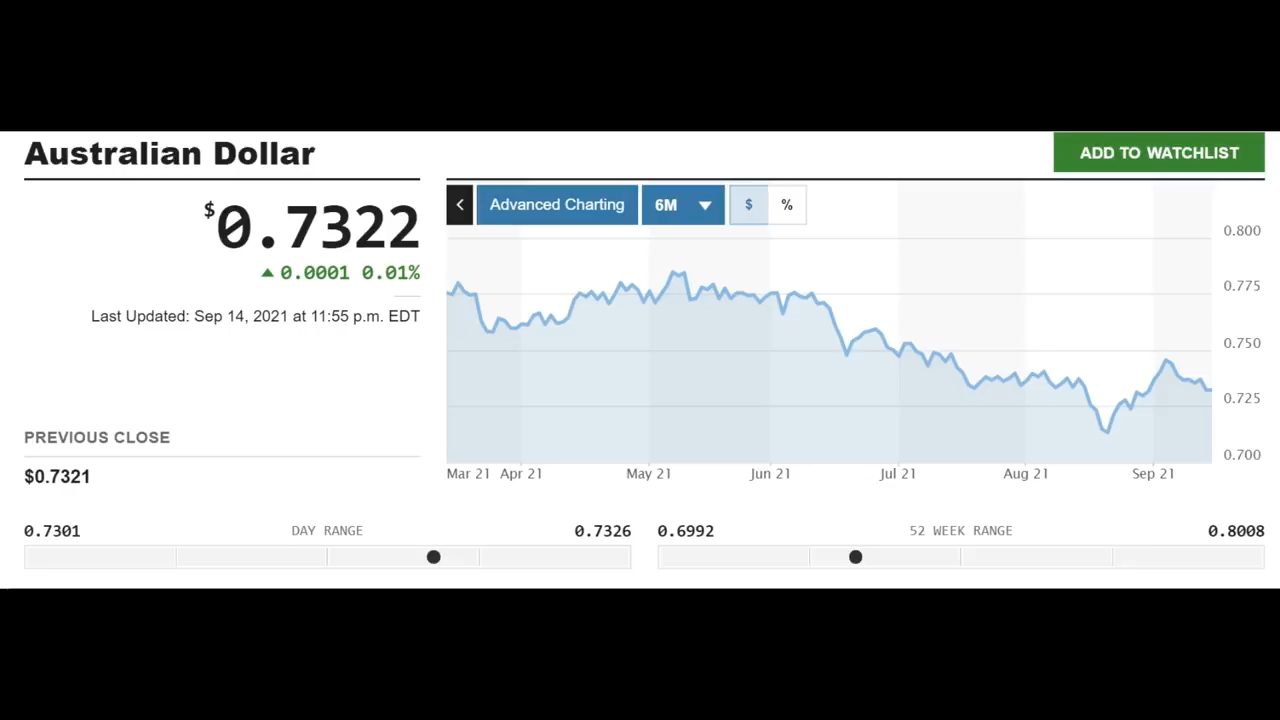 Australian Dollar
ADD TO WATCHLIST
$0.7322
▲ 0.0001 0.01%
Last Updated: Sep 14, 2021 at 11:55 p.m. EDT
PREVIOUS CLOSE
$0.7321
Advanced Charting
6M
$
%
0.800
0.775
0.750
0.725
0.700
Mar 21 Apr 21 May 21 Jun 21 Jul 21 Aug 21 Sep 21
0.7301 DAY RANGE 0.7326
0.6992 52 WEEK RANGE 0.8008